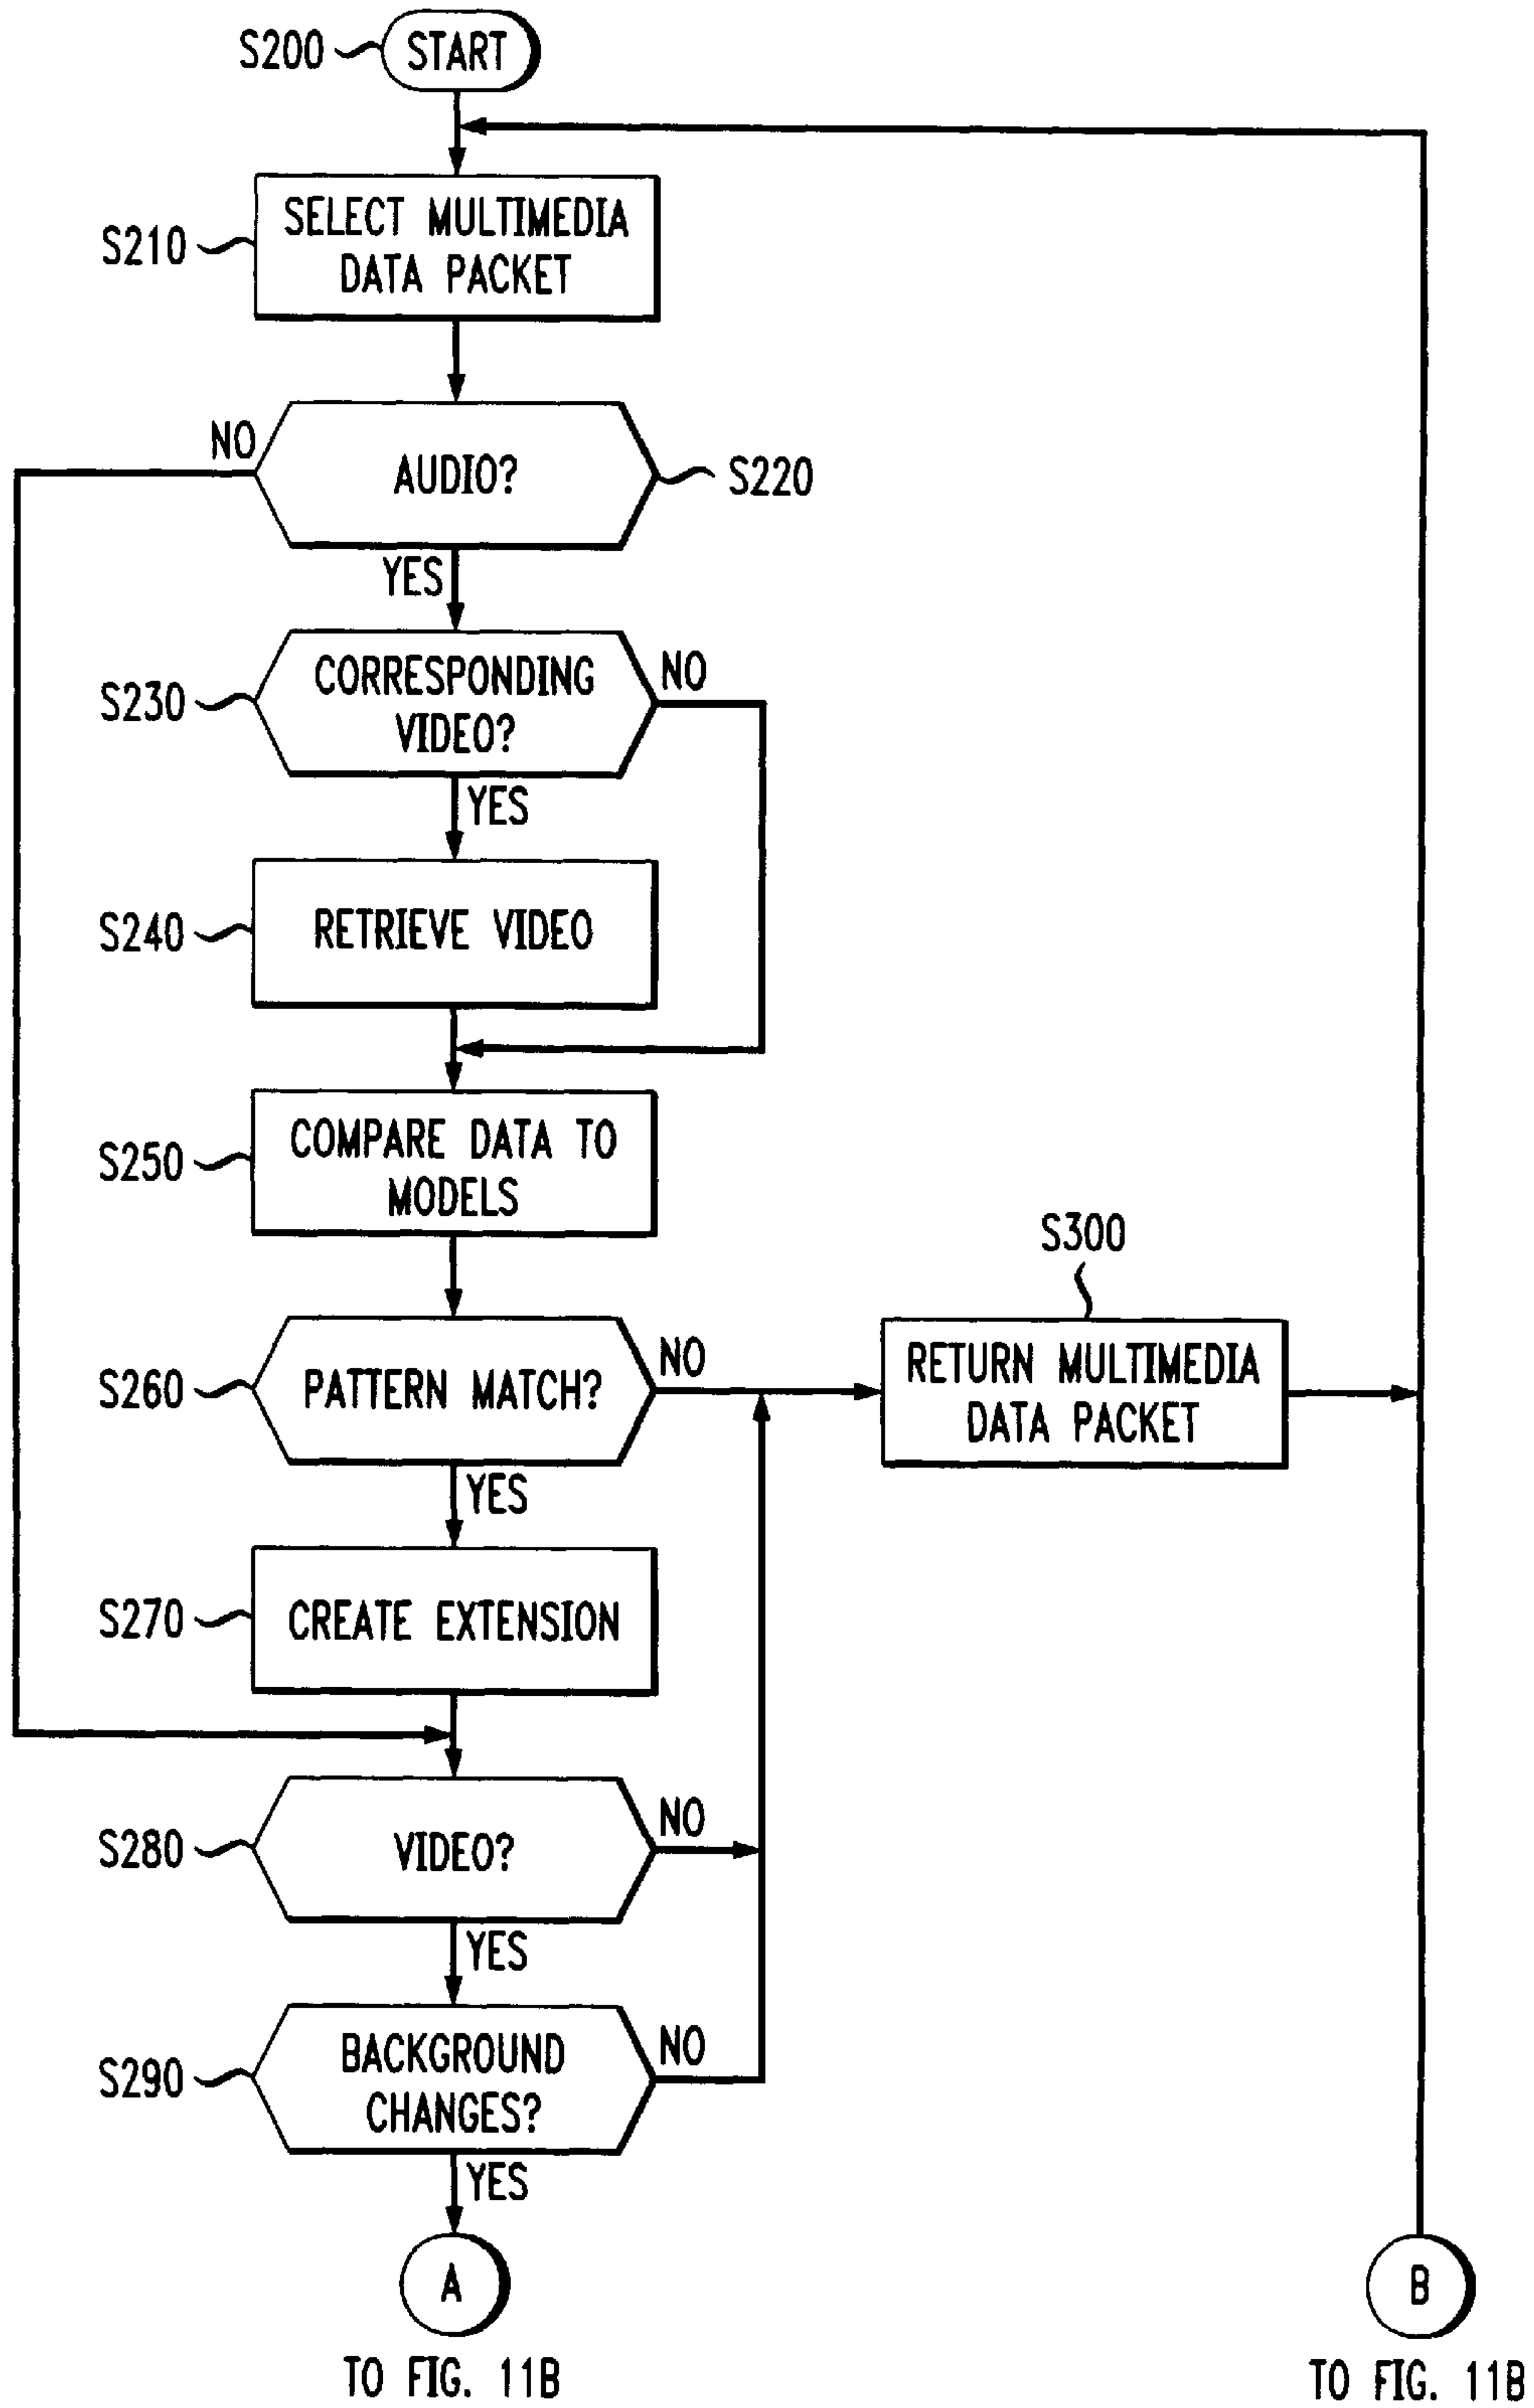 S200
START
S210
SELECT MULTIMEDIA
DATA PACKET
NO
AUDIO?
S220
YES
S230
CORRESPONDING
VIDEO?
NO
YES
S240
RETRIEVE VIDEO
S250
COMPARE DATA TO
MODELS
S260
PATTERN MATCH?
NO
S300
RETURN MULTIMEDIA
DATA PACKET
YES
S270
CREATE EXTENSION
S280
VIDEO?
NO
YES
S290
BACKGROUND
CHANGES?
NO
YES
A
TO FIG. 11B
B
TO FIG. 11B